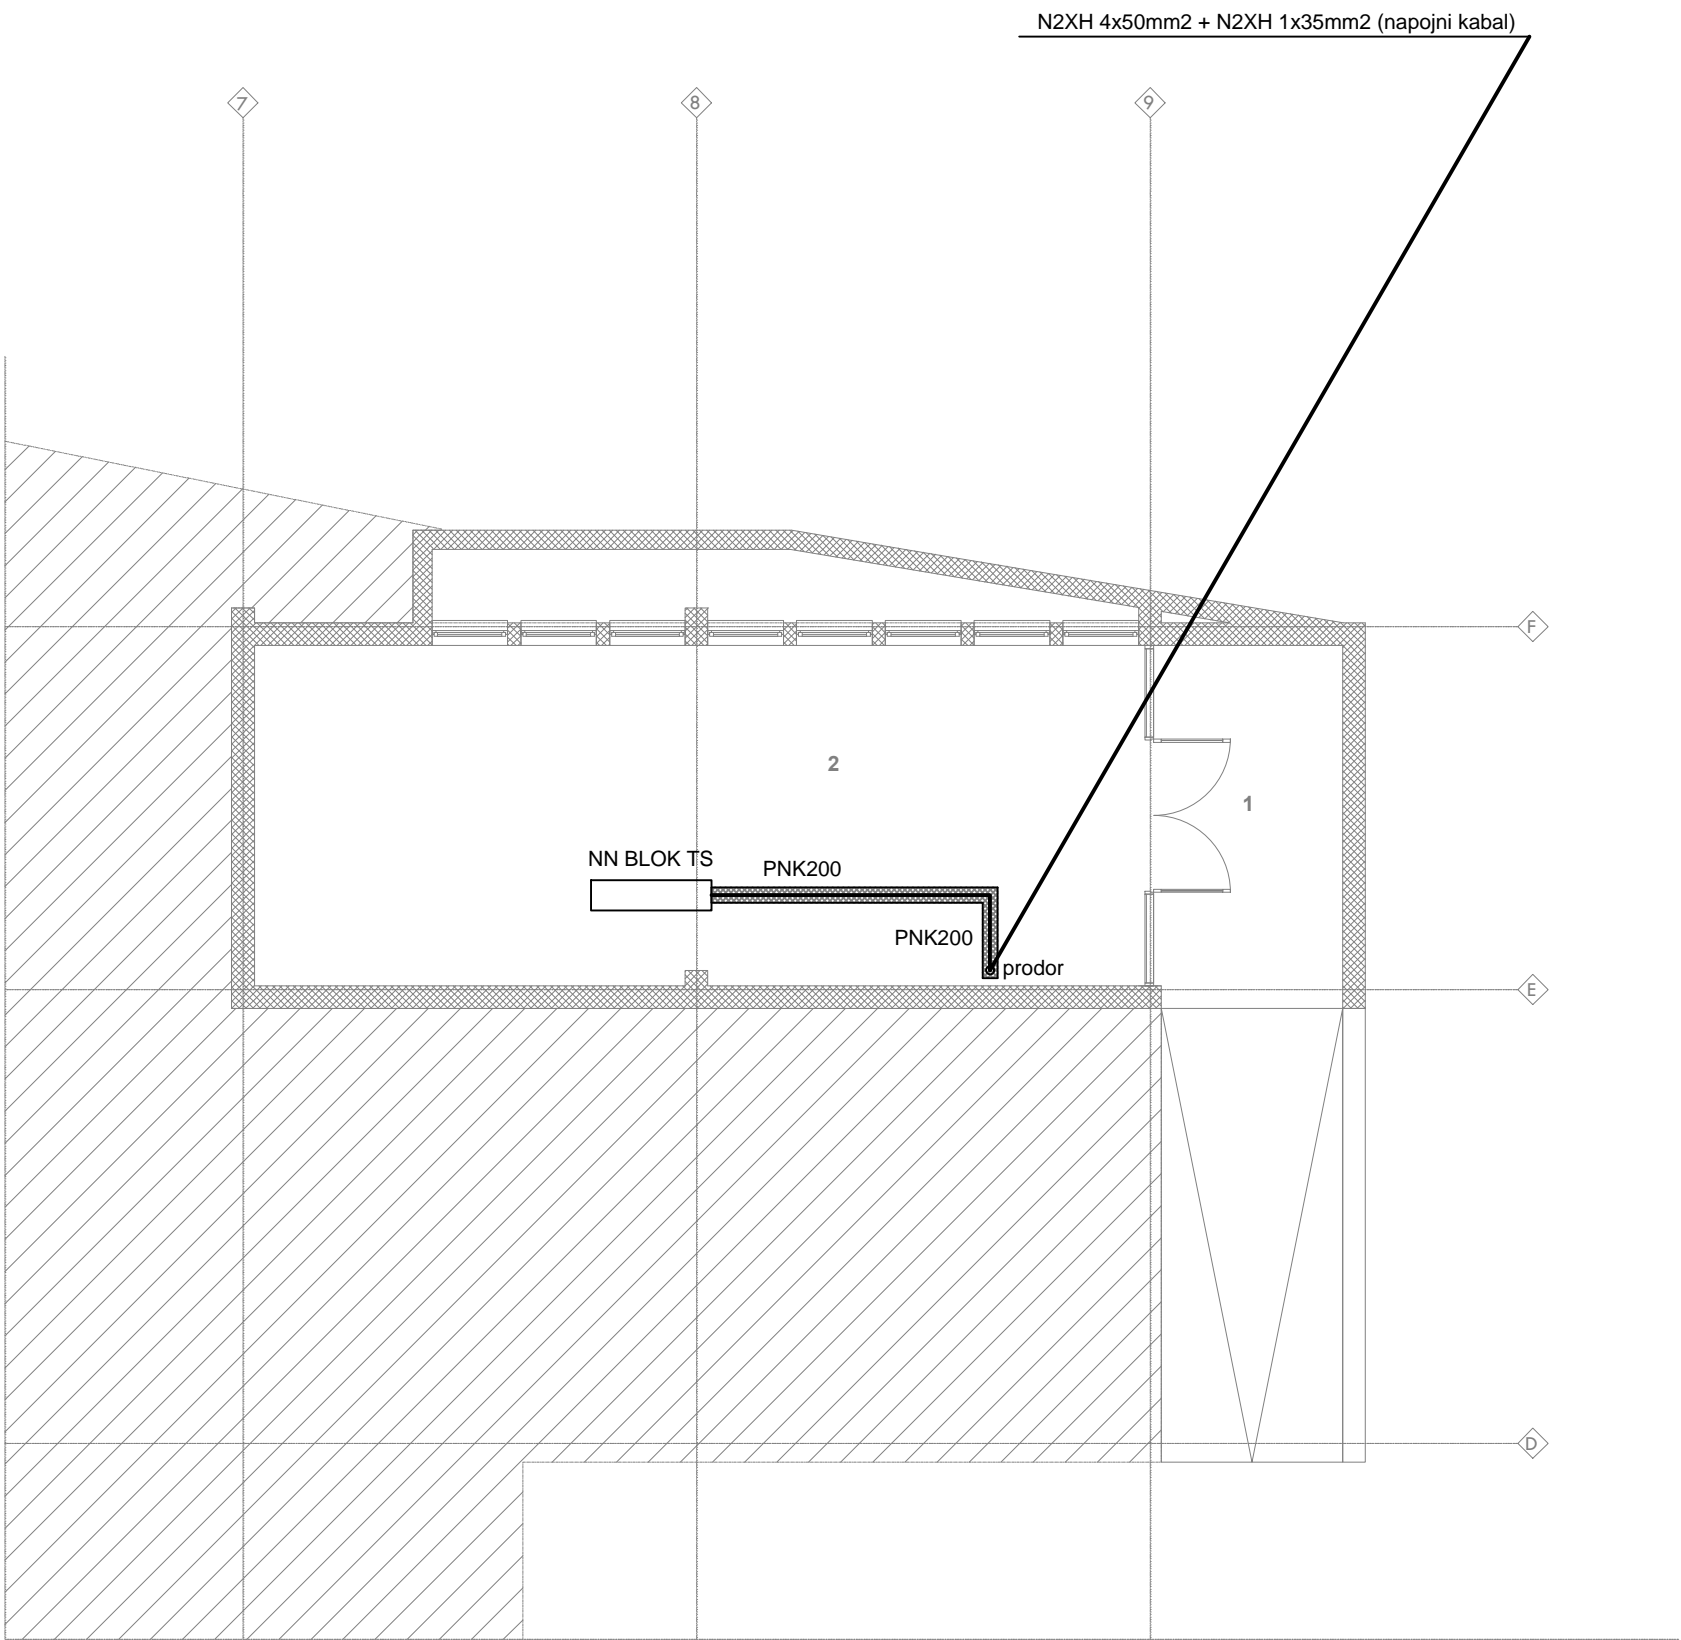 N2XH 4x50mm2 + N2XH 1x35mm2 (napojni kabal)
7
8
9
F
2
1
NN BLOK TS
PNK200
PNK200
prodor
E
D